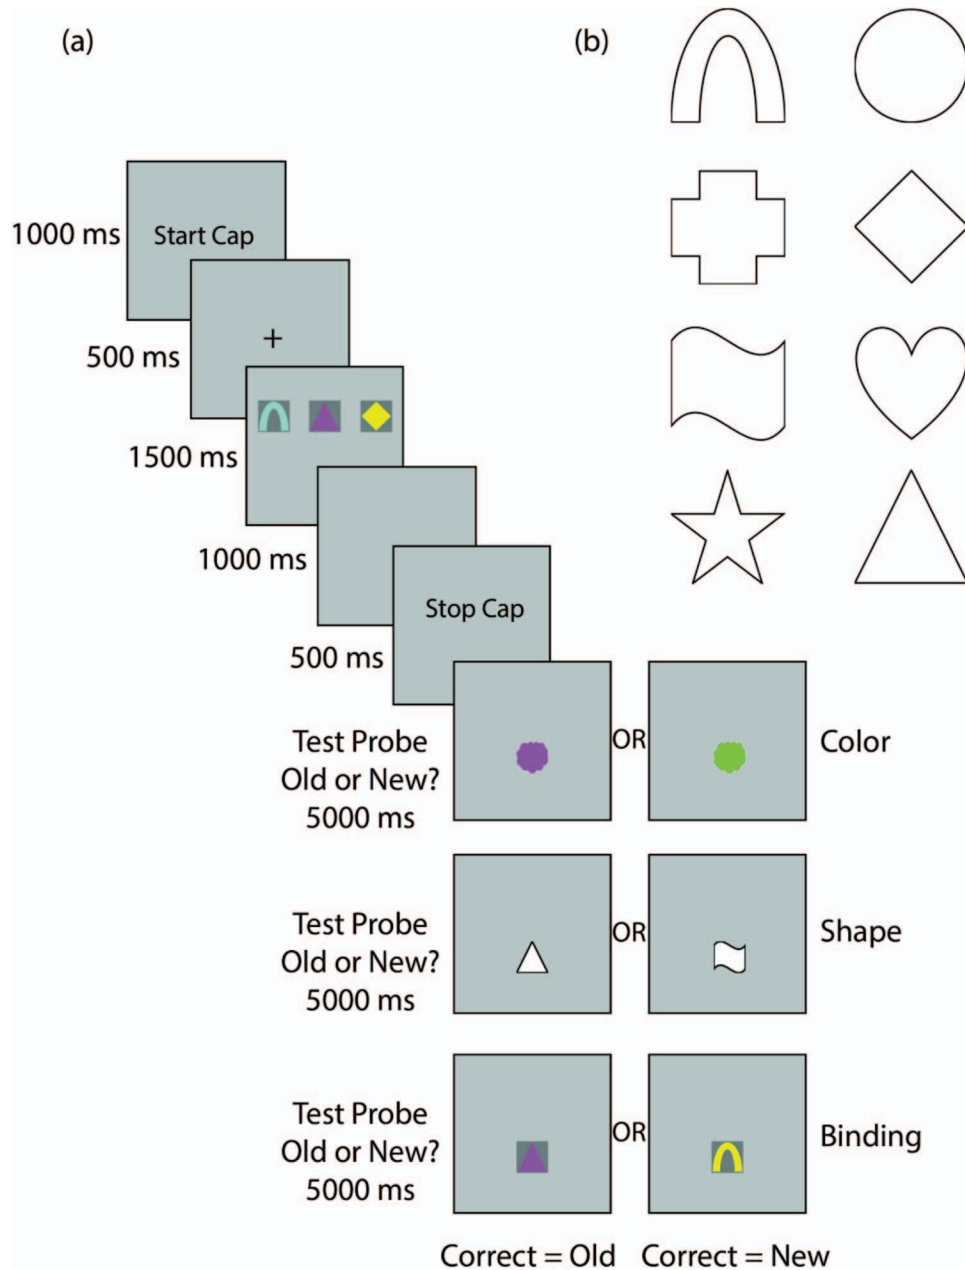 (a)
(b)
1000 ms
Start Cap
500 ms
+
1500 ms
1000 ms
Stop Cap
500 ms
Test Probe
Old or New?
5000 ms
OR
Color
Test Probe
Old or New?
5000 ms
OR
Shape
Test Probe
Old or New?
5000 ms
OR
Binding
Correct = Old
Correct = New